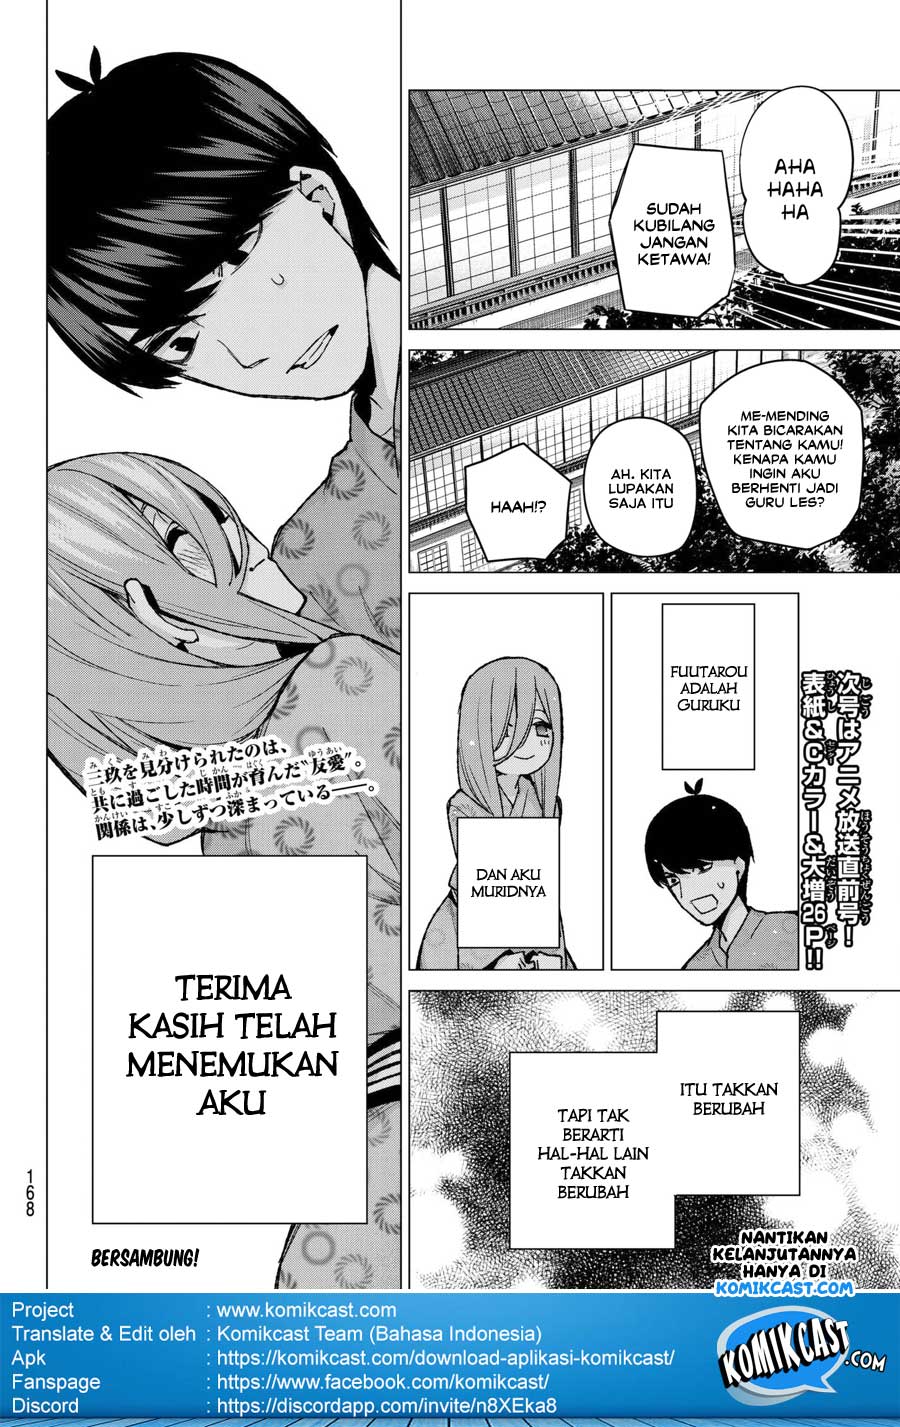 AHA
HAHA
HA
SUDAH
KUBILANG
JANGAN
KETAWA!
ME-MENDING
KITA BICARAKAN
TENTANG KAMU!
KENAPA KAMU
INGIN AKU
BERHENTI JADI
GURU LES?
AH. KITA
LUPAKAN
SAJA ITU
HAAH!?
FUUTAROU
ADALAH
GURUKU
DAN AKU
MURIDNYA
次号はアニメ放送直前号!
表紙&Cカラー&大増26P!!
ITU TAKKAN
BERUBAH
TAPI TAK
BERARTI
HAL-HAL LAIN
TAKKAN
BERUBAH
三玖を見分けられたのは、
共に過ごした時間が育んだ〝友愛〟。
関係は、少しずつ深まっている──。
TERIMA
KASIH TELAH
MENEMUKAN
AKU
BERSAMBUNG!
168
NANTIKAN
KELANJUTANNYA
HANYA DI
KOMIKCAST.COM
Project : www.komikcast.com
Translate & Edit oleh : Komikcast Team (Bahasa Indonesia)
Apk : https://komikcast.com/download-aplikasi-komikcast/
Fanspage : https://www.facebook.com/komikcast/
Discord : https://discordapp.com/invite/n8XEka8
KOMIKCAST.COM